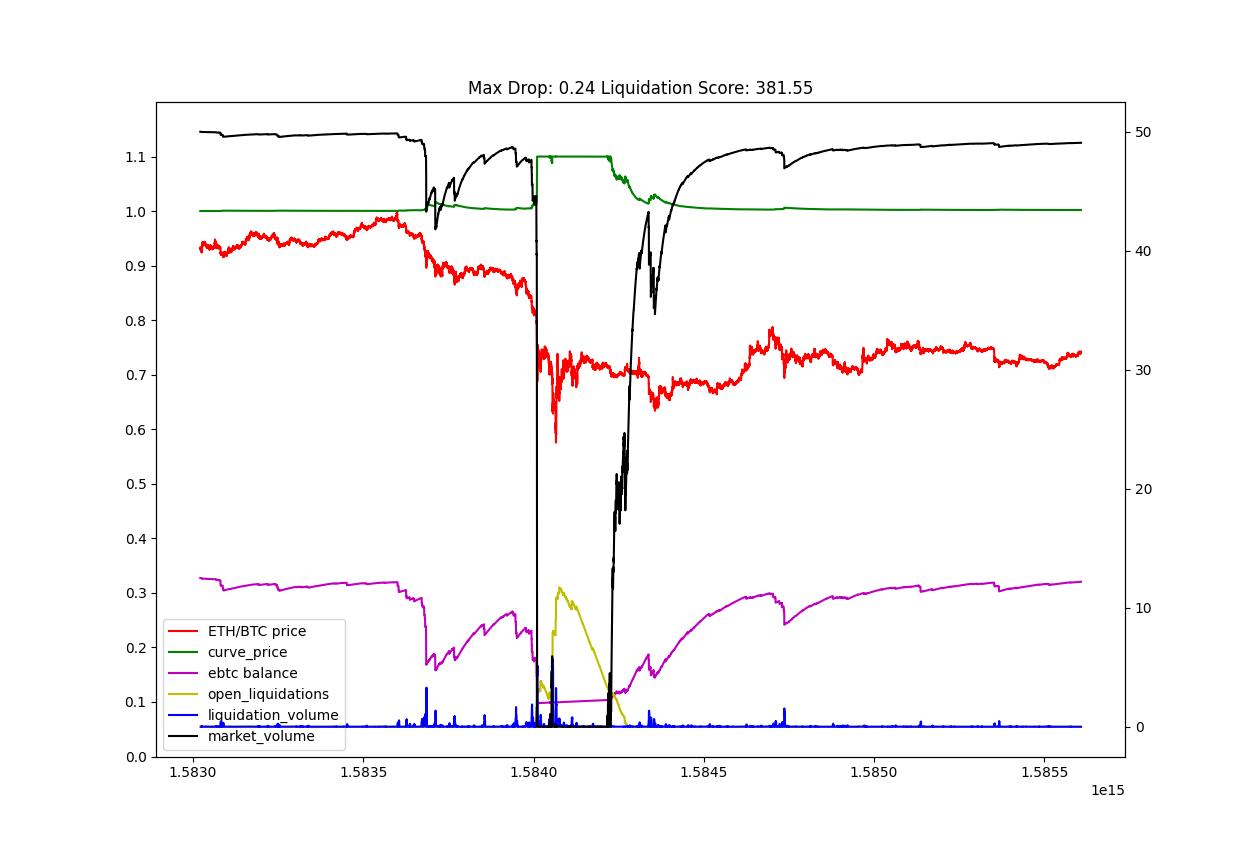 Max Drop: 0.24 Liquidation Score: 381.55
1.1
1.0
0.9
0.8
0.7
0.6
0.5
0.4
0.3
0.2
0.1
0.0
50
40
30
20
10
0
ETH/BTC price
curve_price
ebtc balance
open_liquidations
liquidation_volume
market_volume
1.5830 1.5835 1.5840 1.5845 1.5850 1.5855
1e15